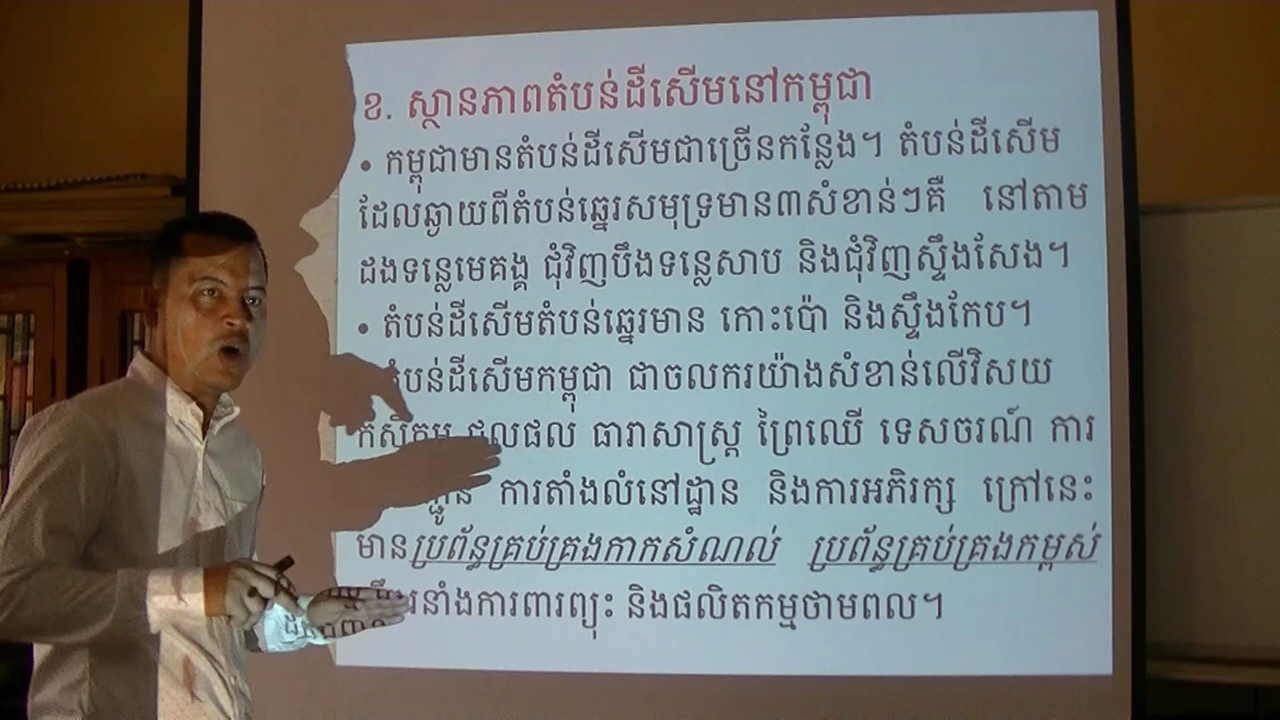 ខ. ស្ថានភាពតំបន់ដីសើមនៅកម្ពុជា
• កម្ពុជាមានតំបន់ដីសើមជាច្រើនកន្លែង។ តំបន់ដីសើម
ដែលឆ្ងាយពីតំបន់ឆ្នេរសមុទ្រមាន៣សំខាន់ៗគឺ នៅតាម
ដងទន្លេមេគង្គ ជុំវិញបឹងទន្លេសាប និងជុំវិញស្ទឹងសែង។
• តំបន់ដីសើមតំបន់ឆ្នេរមាន កោះប៉ោ និងស្ទឹងកែប។
តំបន់ដីសើមកម្ពុជា ជាចលករយ៉ាងសំខាន់លើវិសយ
កសិកម្ម ជលផល ធារាសាស្ត្រ ព្រៃឈើ ទេសចរណ៍ ការ
ការតាំងលំនៅដ្ឋាន និងការអភិរក្ស ក្រៅនេះ
មានប្រព័ន្ធគ្រប់គ្រងកាកសំណល់ ប្រព័ន្ធគ្រប់គ្រងកម្ពស់
ការពារព្យុះ និងផលិតកម្មថាមពល។